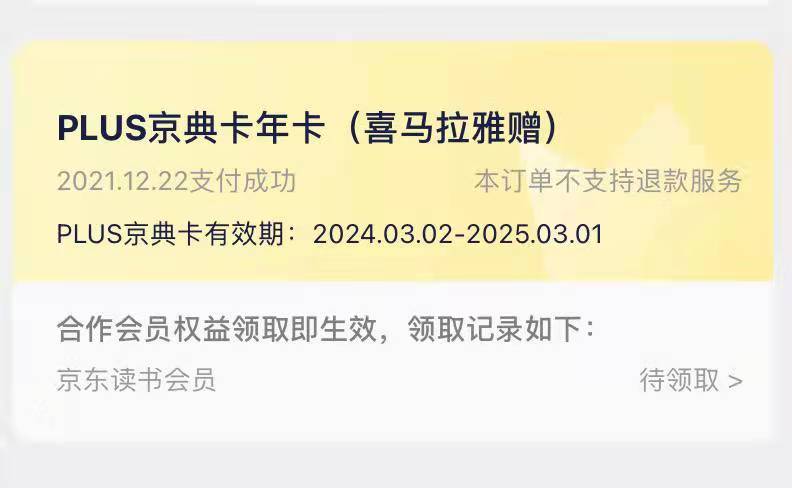 PLUS京典卡年卡（喜马拉雅赠）
2021.12.22支付成功 本订单不支持退款服务
PLUS京典卡有效期：2024.03.02-2025.03.01
合作会员权益领取即生效，领取记录如下：
京东读书会员 待领取 >